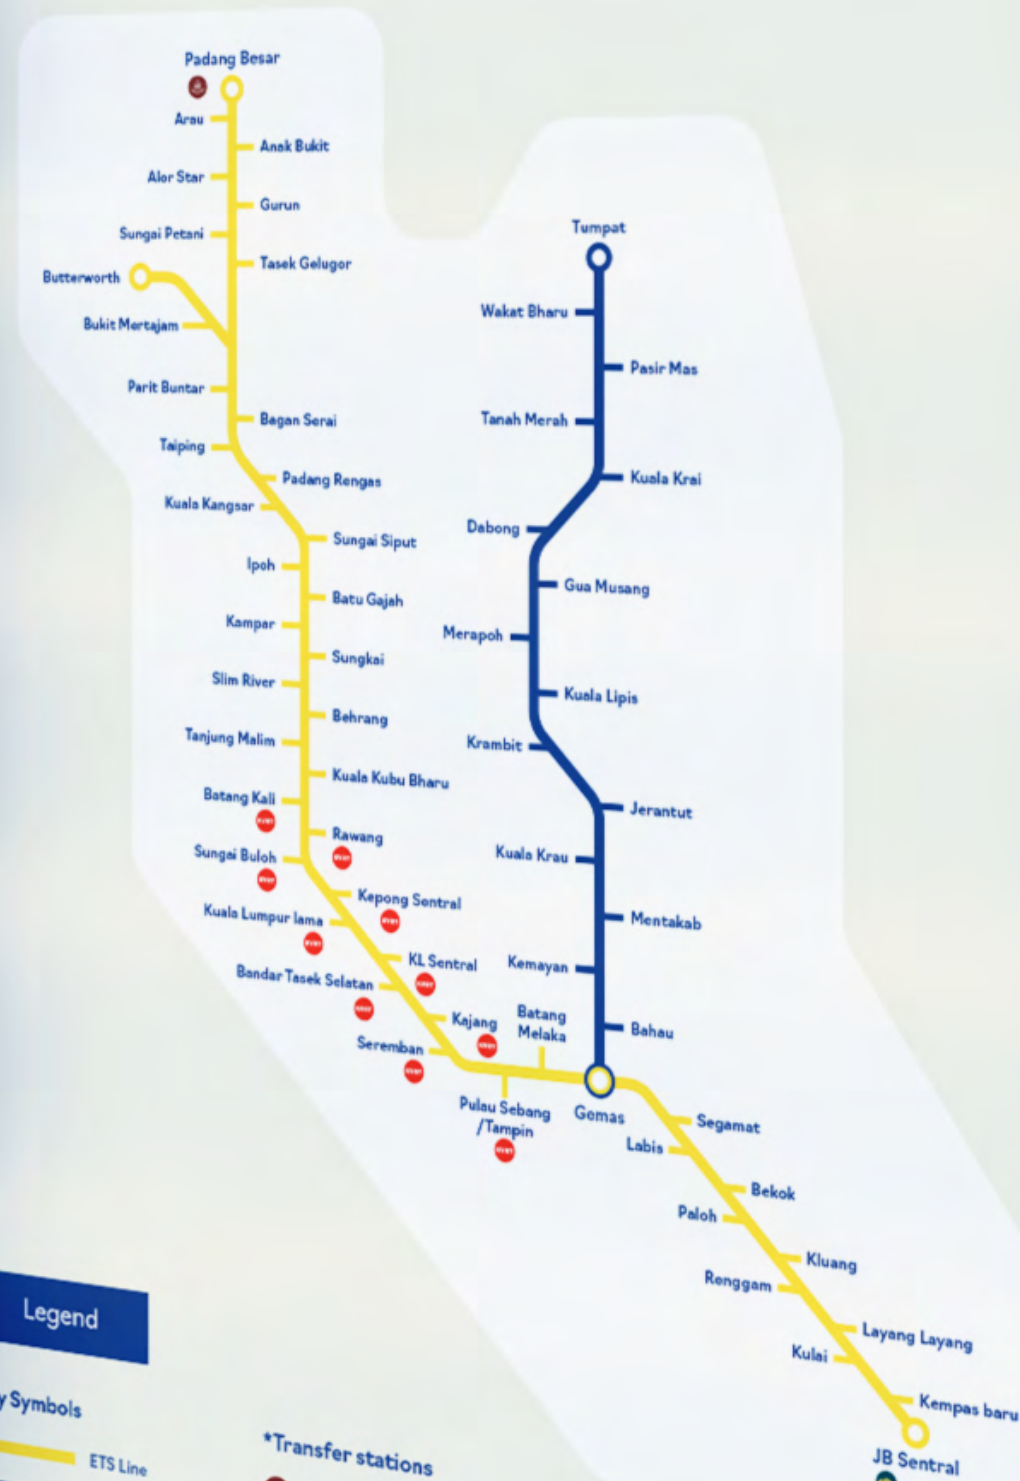 Padang Besar
Arau
Anak Bukit
Alor Star
Gurun
Sungai Petani
Tasek Gelugor
Butterworth
Bukit Mertajam
Parit Buntar
Bagan Serai
Taiping
Padang Rengas
Kuala Kangsar
Sungai Siput
Ipoh
Batu Gajah
Kampar
Sungkai
Slim River
Behrang
Tanjung Malim
Kuala Kubu Bharu
Batang Kali
Rawang
Sungai Buloh
Kepong Sentral
Kuala Lumpur lama
KL Sentral
Bandar Tasek Selatan
Kajang
Seremban
Batang
Melaka
Pulau Sebang
/Tampin
Gemas
Tumpat
Wakat Bharu
Pasir Mas
Tanah Merah
Kuala Krai
Dabong
Gua Musang
Merapoh
Kuala Lipis
Krambit
Jerantut
Kuala Krau
Mentakab
Kemayan
Bahau
Segamat
Labis
Bekok
Paloh
Kluang
Renggam
Layang Layang
Kulai
Kempas baru
JB Sentral
Legend
y Symbols
ETS Line
*Transfer stations